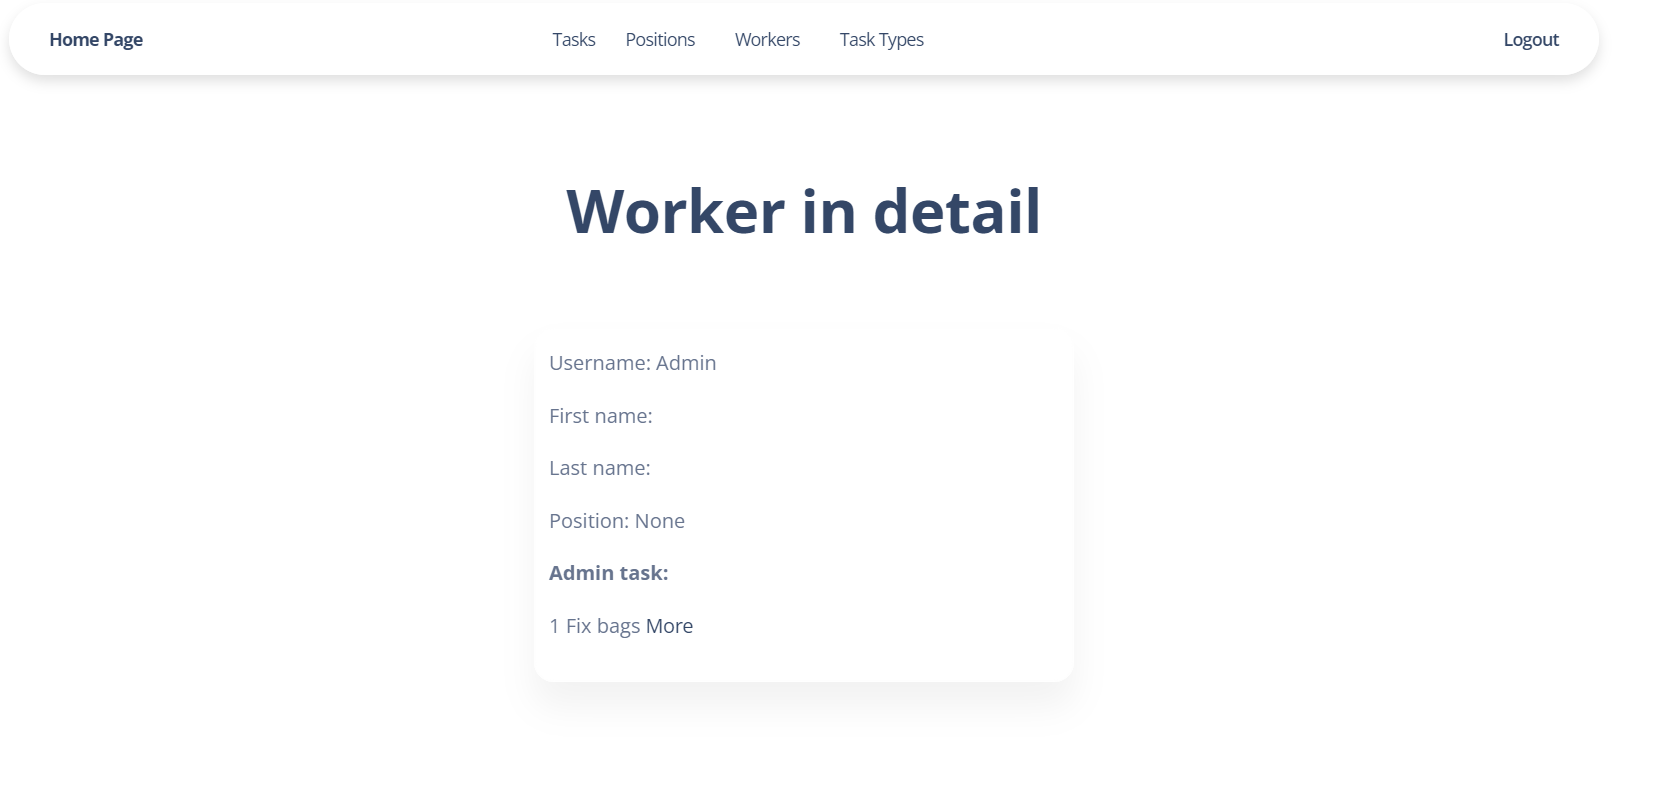 Home Page Tasks Positions Workers Task Types Logout
Worker in detail
Username: Admin
First name:
Last name:
Position: None
Admin task:
1 Fix bags More